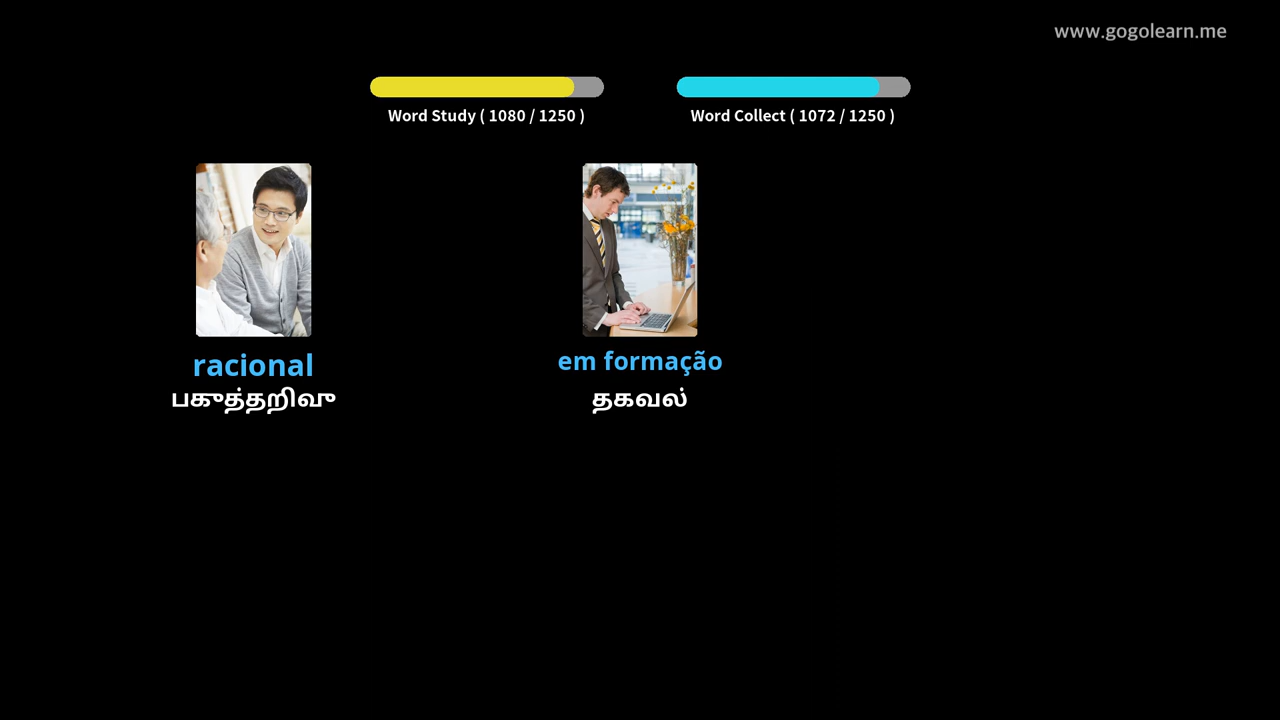 www.gogolearn.me
Word Study ( 1080 / 1250 )
Word Collect ( 1072 / 1250 )
racional
பகுத்தறிவு
em formação
தகவல்